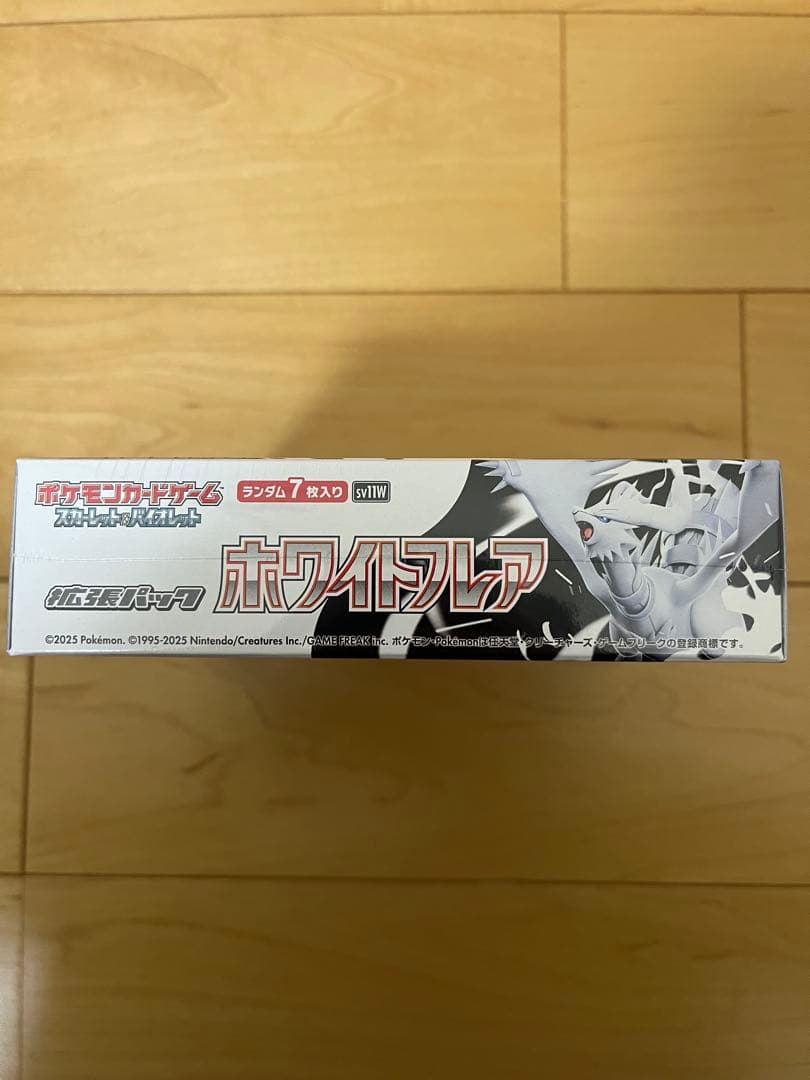 ポケモンカードゲーム
スカーレット&バイオレット
ランダム7枚入り
sv11W
拡張パック
ホワイトフレア
©2025 Pokémon. ©1995-2025 Nintendo/Creatures Inc./GAME FREAK inc. ポケモン・Pokémonは任天堂・クリーチャーズ・ゲームフリークの登録商標です。